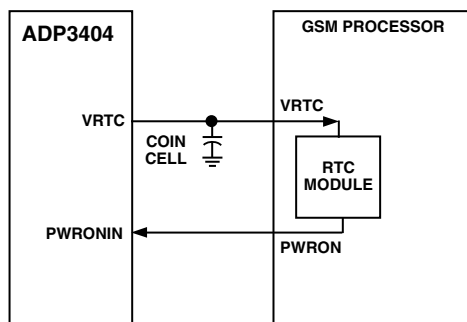 ADP3404
GSM PROCESSOR
VRTC
VRTC
COIN
CELL
RTC
MODULE
PWRONIN
PWRON